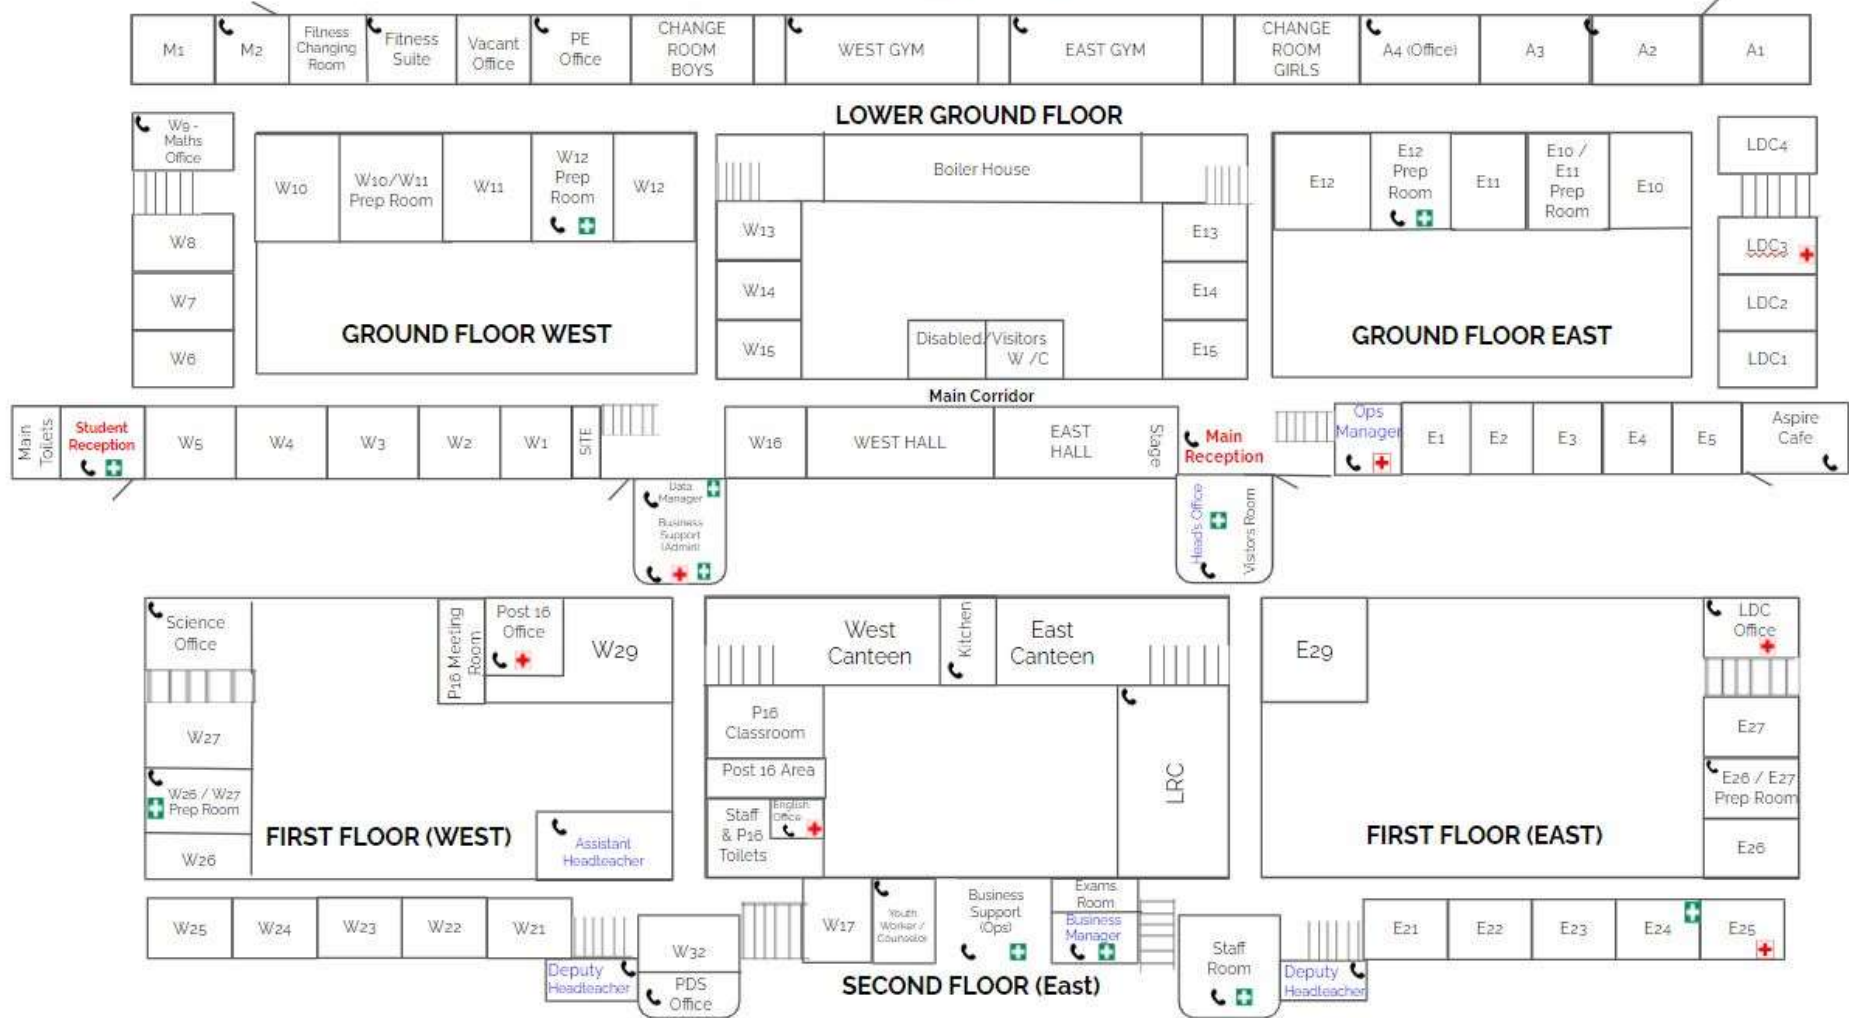 M1
M2
Fitness
Changing
Room
Fitness
Suite
Vacant
Office
PE
Office
CHANGE
ROOM
BOYS
WEST GYM
EAST GYM
CHANGE
ROOM
GIRLS
A4 (Office)
A3
A2
A1
LOWER GROUND FLOOR
W9 -
Maths
Office
W8
W7
W6
W10
W10/W11
Prep Room
W11
W12
Prep
Room
W12
GROUND FLOOR WEST
Boiler House
W13
W14
W15
E13
E14
E15
Disabled/Visitors
W /C
E12
E12
Prep
Room
E11
E10 /
E11
Prep
Room
E10
GROUND FLOOR EAST
LDC4
LDC3
LDC2
LDC1
Main Corridor
Main
Toilets
Student
Reception
W5
W4
W3
W2
W1
SITE
W16
WEST HALL
EAST
HALL
Stage
Main
Reception
Ops
Manager
E1
E2
E3
E4
E5
Aspire
Cafe
Data
Manager
Business
Support
(Admin)
Head's Office
Visitors Room
Science
Office
W27
W26 / W27
Prep Room
W26
P16 Meeting
Room
Post 16
Office
W29
FIRST FLOOR (WEST)
Assistant
Headteacher
West
Canteen
Kitchen
East
Canteen
P16
Classroom
Post 16 Area
Staff
& P16
Toilets
English
Office
LRC
E29
FIRST FLOOR (EAST)
LDC
Office
E27
E26 / E27
Prep Room
E26
W25
W24
W23
W22
W21
Deputy
Headteacher
W32
PDS
Office
W17
Youth
Worker /
Counselor
Business
Support
(Ops)
Exams
Room
Business
Manager
SECOND FLOOR (East)
Staff
Room
Deputy
Headteacher
E21
E22
E23
E24
E25